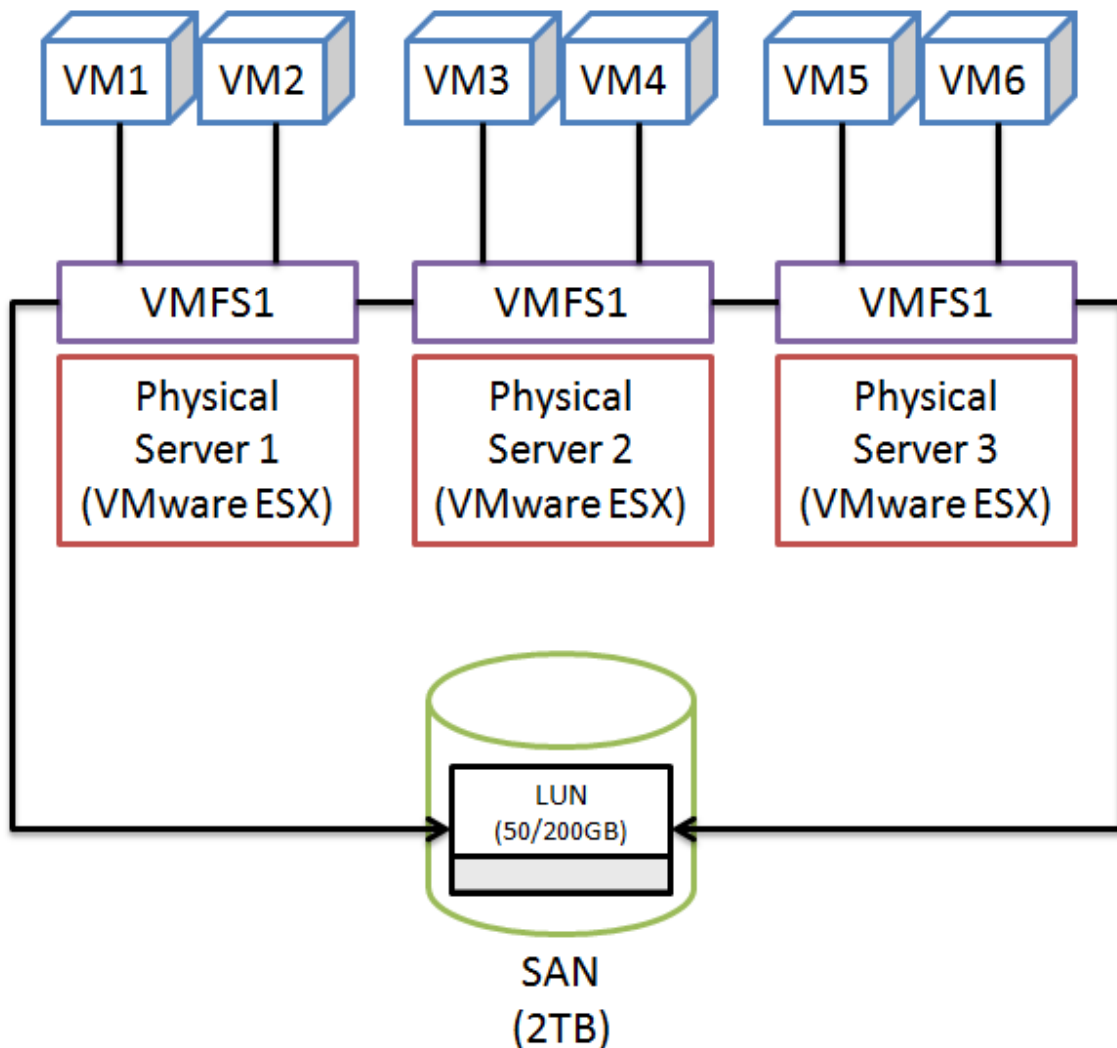 VM1
VM2
VM3
VM4
VM5
VM6
VMFS1
VMFS1
VMFS1
Physical
Server 1
(VMware ESX)
Physical
Server 2
(VMware ESX)
Physical
Server 3
(VMware ESX)
LUN
(50/200GB)
SAN
(2TB)